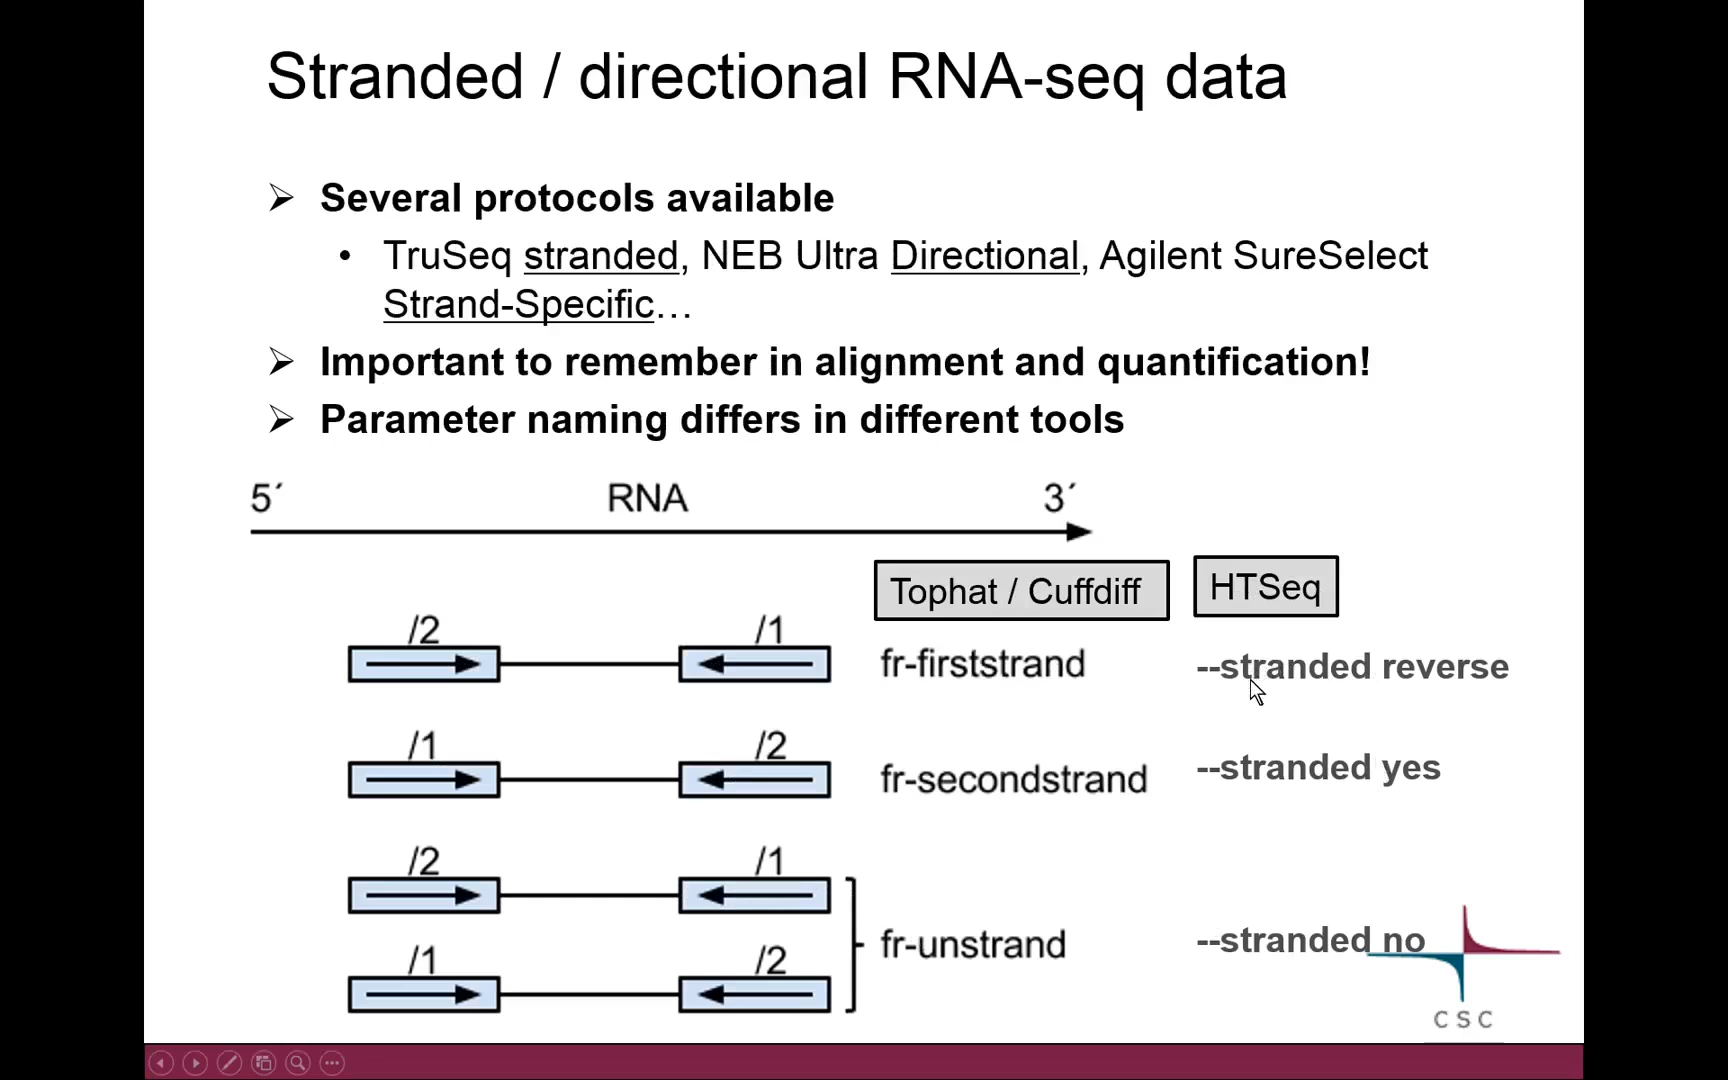 Stranded / directional RNA-seq data
➢ Several protocols available
• TruSeq stranded, NEB Ultra Directional, Agilent SureSelect
Strand-Specific…
➢ Important to remember in alignment and quantification!
➢ Parameter naming differs in different tools
5´ RNA 3´
Tophat / Cuffdiff HTSeq
/2 /1
fr-firststrand --stranded reverse
/1 /2
fr-secondstrand --stranded yes
/2 /1
fr-unstrand --stranded no
/1 /2
CSC